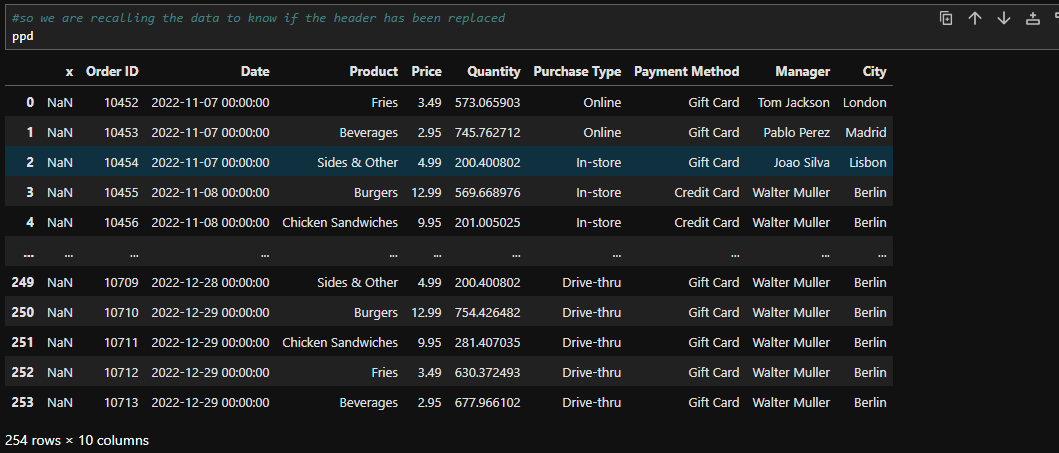 #so we are recalling the data to know if the header has been replaced
ppd
x Order ID Date Product Price Quantity Purchase Type Payment Method Manager City
0 NaN 10452 2022-11-07 00:00:00 Fries 3.49 573.065903 Online Gift Card Tom Jackson London
1 NaN 10453 2022-11-07 00:00:00 Beverages 2.95 745.762712 Online Gift Card Pablo Perez Madrid
2 NaN 10454 2022-11-07 00:00:00 Sides & Other 4.99 200.400802 In-store Gift Card Joao Silva Lisbon
3 NaN 10455 2022-11-08 00:00:00 Burgers 12.99 569.668976 In-store Credit Card Walter Muller Berlin
4 NaN 10456 2022-11-08 00:00:00 Chicken Sandwiches 9.95 201.005025 In-store Credit Card Walter Muller Berlin
... ... ... ... ... ... ... ... ... ... ...
249 NaN 10709 2022-12-28 00:00:00 Sides & Other 4.99 200.400802 Drive-thru Gift Card Walter Muller Berlin
250 NaN 10710 2022-12-29 00:00:00 Burgers 12.99 754.426482 Drive-thru Gift Card Walter Muller Berlin
251 NaN 10711 2022-12-29 00:00:00 Chicken Sandwiches 9.95 281.407035 Drive-thru Gift Card Walter Muller Berlin
252 NaN 10712 2022-12-29 00:00:00 Fries 3.49 630.372493 Drive-thru Gift Card Walter Muller Berlin
253 NaN 10713 2022-12-29 00:00:00 Beverages 2.95 677.966102 Drive-thru Gift Card Walter Muller Berlin
254 rows × 10 columns